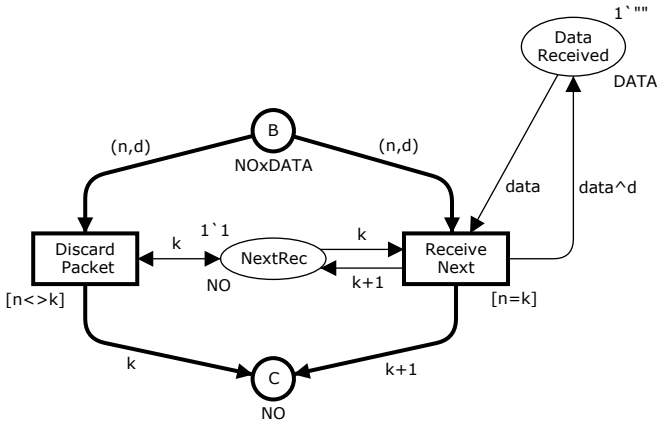 1`""
Data
Received
DATA
B
(n,d)
(n,d)
NOxDATA
data
data^d
1`1
k
k
Discard
Packet
NextRec
Receive
Next
k+1
NO
[n<>k]
[n=k]
k
k+1
C
NO